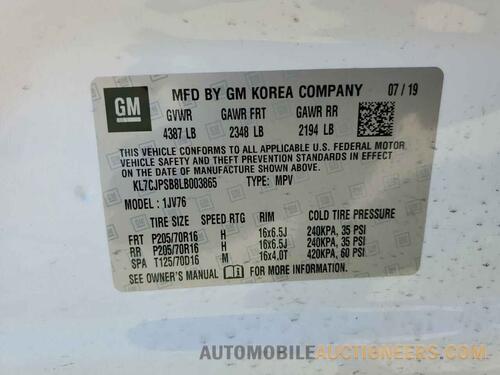 GM
MFD BY GM KOREA COMPANY 07 / 19
GVWR GAWR FRT GAWR RR
4387 LB 2348 LB 2194 LB
THIS VEHICLE CONFORMS TO ALL APPLICABLE U.S. FEDERAL MOTOR
VEHICLE SAFETY AND THEFT PREVENTION STANDARDS IN EFFECT
ON THE DATE OF MANUFACTURE SHOWN ABOVE.
KL7CJPSB8LB003865 TYPE: MPV
MODEL : 1JV76
TIRE SIZE SPEED RTG RIM COLD TIRE PRESSURE
FRT P205/70R16 H 16x6.5J 240KPA, 35 PSI
RR P205/70R16 H 16x6.5J 240KPA, 35 PSI
SPA T125/70D16 M 16x4.0T 420KPA, 60 PSI
SEE OWNER'S MANUAL FOR MORE INFORMATION.
AUTOMOBILEAUCTIONERS.COM
www.automobileauctioners.com